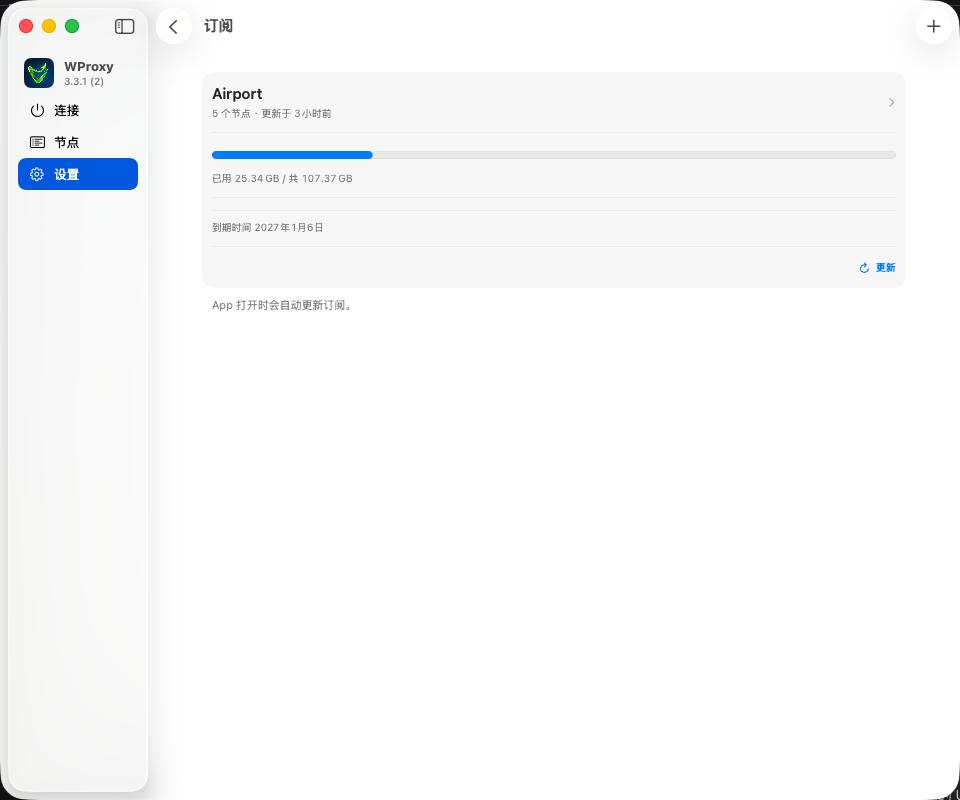 订阅
WProxy
3.3.1 (2)
连接
节点
设置
Airport
5 个节点 · 更新于 3 小时前
已用 25.34 GB / 共 107.37 GB
到期时间 2027年1月6日
更新
App 打开时会自动更新订阅。